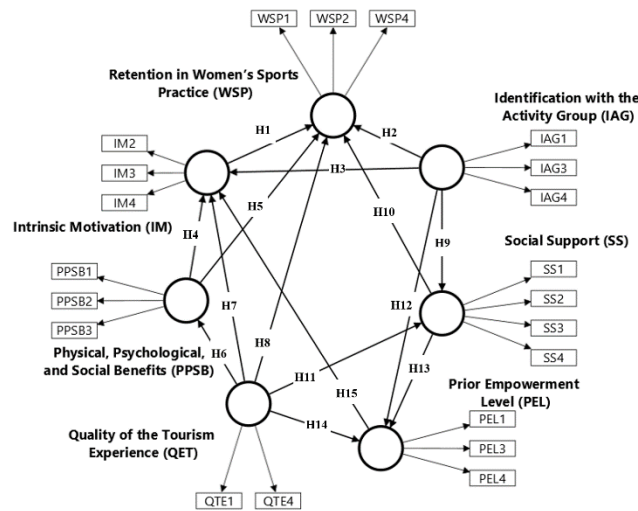 WSP1
WSP2
WSP4
Retention in Women's Sports
Practice (WSP)
Identification with the
Activity Group (IAG)
H1
H2
IM2
IM3
IM4
IAG1
IAG3
IAG4
H3
Intrinsic Motivation (IM)
H4
H5
H10
H9
Social Support (SS)
PPSB1
PPSB2
PPSB3
SS1
SS2
SS3
SS4
H7
H12
Physical, Psychological,
and Social Benefits (PPSB)
H6
H8
H11
H13
H15
Prior Empowerment
Level (PEL)
Quality of the Tourism
Experience (QET)
H14
PEL1
PEL3
PEL4
QTE1
QTE4